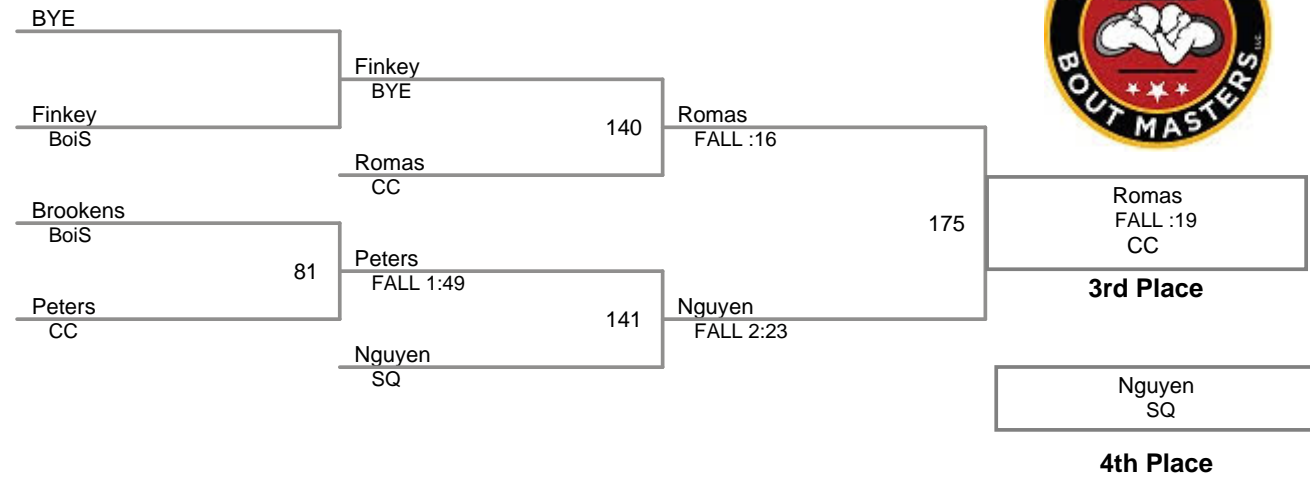 BYE
Finkey
BYE
Finkey
BoiS
140
Romas
FALL :16
Romas
CC
Brookens
BoiS
175
Romas
FALL :19
CC
3rd Place
81
Peters
FALL 1:49
Peters
CC
141
Nguyen
FALL 2:23
Nguyen
SQ
Nguyen
SQ
4th Place
BOUT MASTERS LLC